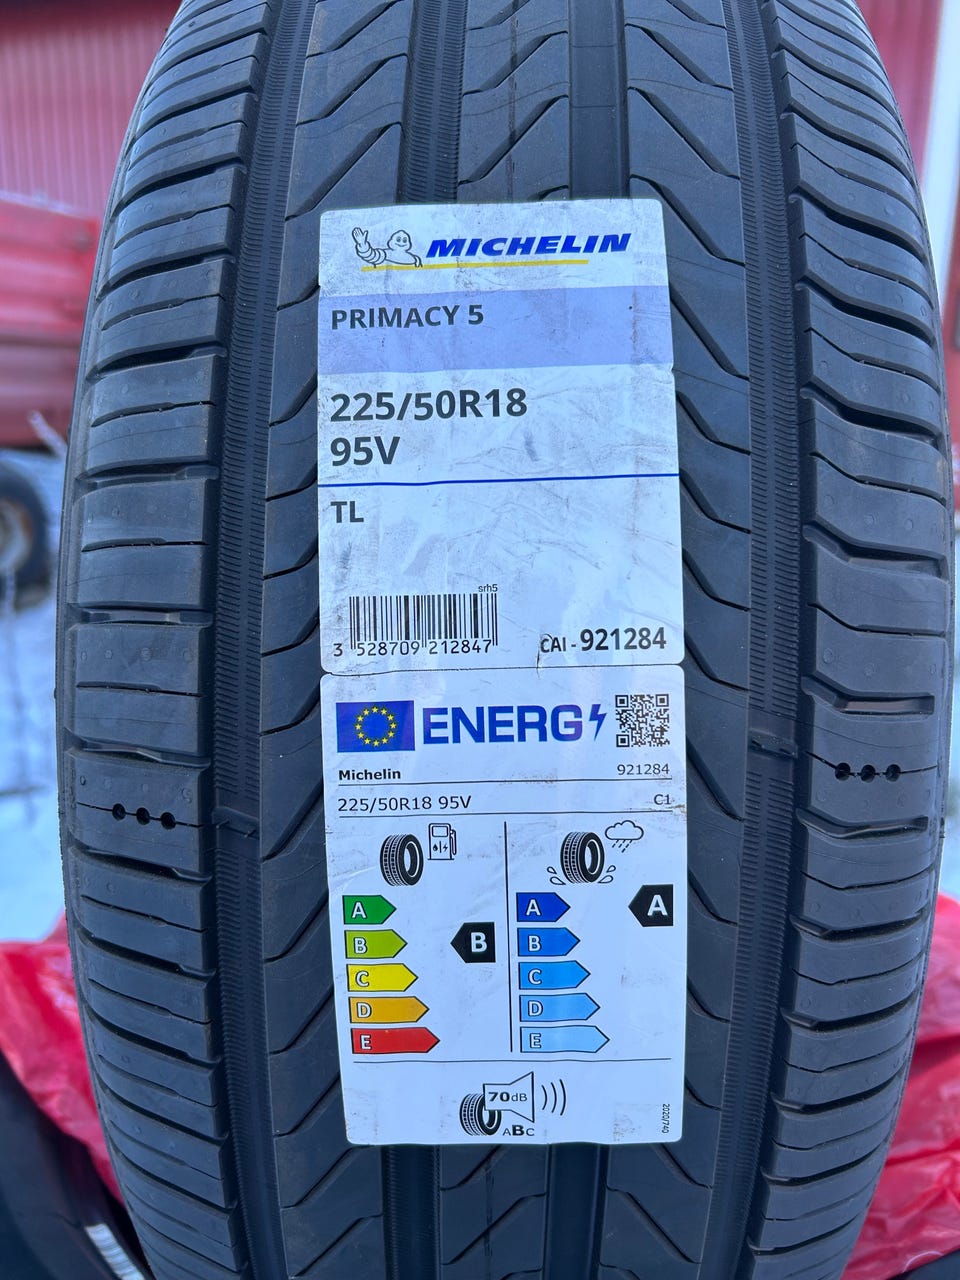 MICHELIN
PRIMACY 5
225/50R18
95V
TL
srh5
3 528709 212847
CAI - 921284
ENERG
Michelin 921284
225/50R18 95V C1
A A
B B
C
D
E
A A
B
C
D
E
70dB
ABC
2020/740